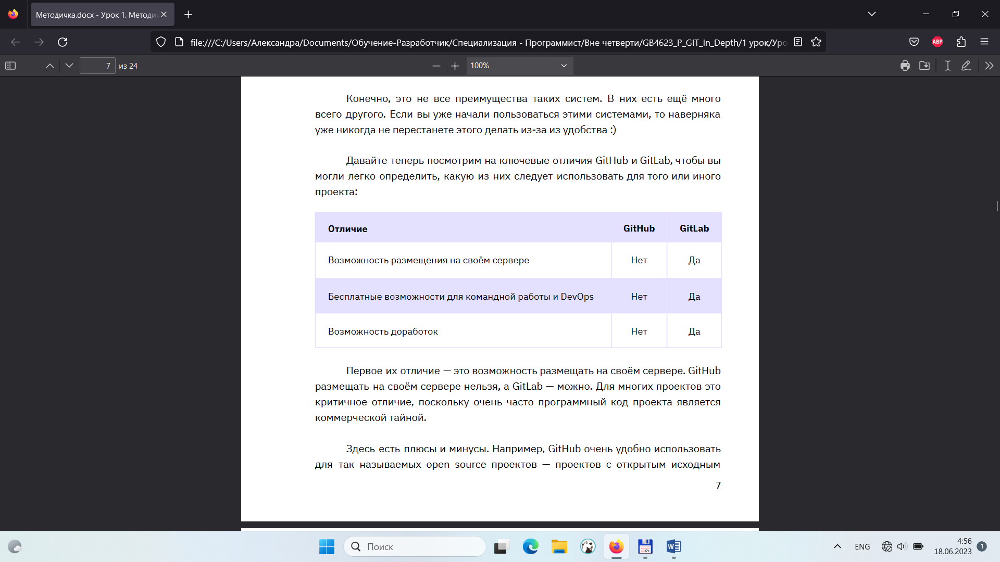 Методичка.docx - Урок 1. Методич
file:///C:/Users/Александра/Documents/Обучение-Разработчик/Специализация - Программист/Вне четверти/GB4623_P_GIT_In_Depth/1 урок/Уро
ABP
7 из 24
100%
Конечно, это не все преимущества таких систем. В них есть ещё много
всего другого. Если вы уже начали пользоваться этими системами, то наверняка
уже никогда не перестанете этого делать из-за из удобства :)
Давайте теперь посмотрим на ключевые отличия GitHub и GitLab, чтобы вы
могли легко определить, какую из них следует использовать для того или иного
проекта:
Отличие GitHub GitLab
Возможность размещения на своём сервере Нет Да
Бесплатные возможности для командной работы и DevOps Нет Да
Возможность доработок Нет Да
Первое их отличие — это возможность размещать на своём сервере. GitHub
размещать на своём сервере нельзя, а GitLab — можно. Для многих проектов это
критичное отличие, поскольку очень часто программный код проекта является
коммерческой тайной.
Здесь есть плюсы и минусы. Например, GitHub очень удобно использовать
для так называемых open source проектов — проектов с открытым исходным
7
Поиск
64
W
ENG
4:56
18.06.2023
1